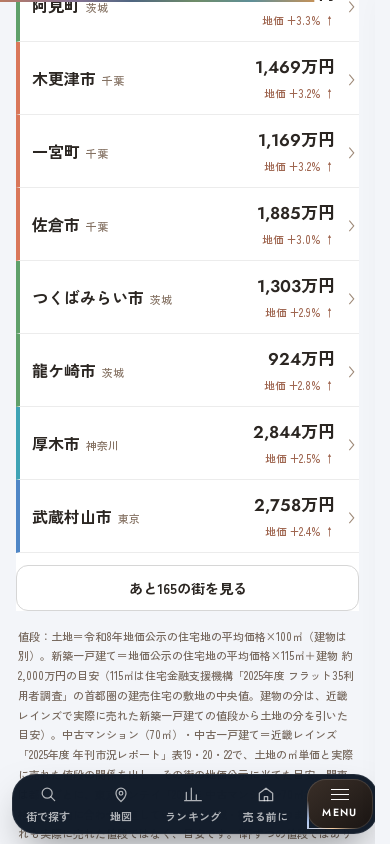 阿見町 茨城
地価 +3.3% ↑
木更津市 千葉 1,469万円
地価 +3.2% ↑
一宮町 千葉 1,169万円
地価 +3.2% ↑
佐倉市 千葉 1,885万円
地価 +3.0% ↑
つくばみらい市 茨城 1,303万円
地価 +2.9% ↑
龍ケ崎市 茨城 924万円
地価 +2.8% ↑
厚木市 神奈川 2,844万円
地価 +2.5% ↑
武蔵村山市 東京 2,758万円
地価 +2.4% ↑
あと165の街を見る
値段：土地＝令和8年地価公示の住宅地の平均価格×100㎡（建物は
別）。新築一戸建て＝地価公示の住宅地の平均価格×115㎡＋建物 約
2,000万円の目安（115㎡は住宅金融支援機構「2025年度 フラット35利
用者調査」の首都圏の建売住宅の敷地の中央値。建物の分は、近畿
レインズで実際に売れた新築一戸建ての値段から土地の分を引いた
目安）。中古マンション（70㎡）・中古一戸建て＝近畿レインズ
「2025年度 年刊市況レポート」表19・20・22で、土地の㎡単価と実際
街で探す
地図
ランキング
売る前に
MENU